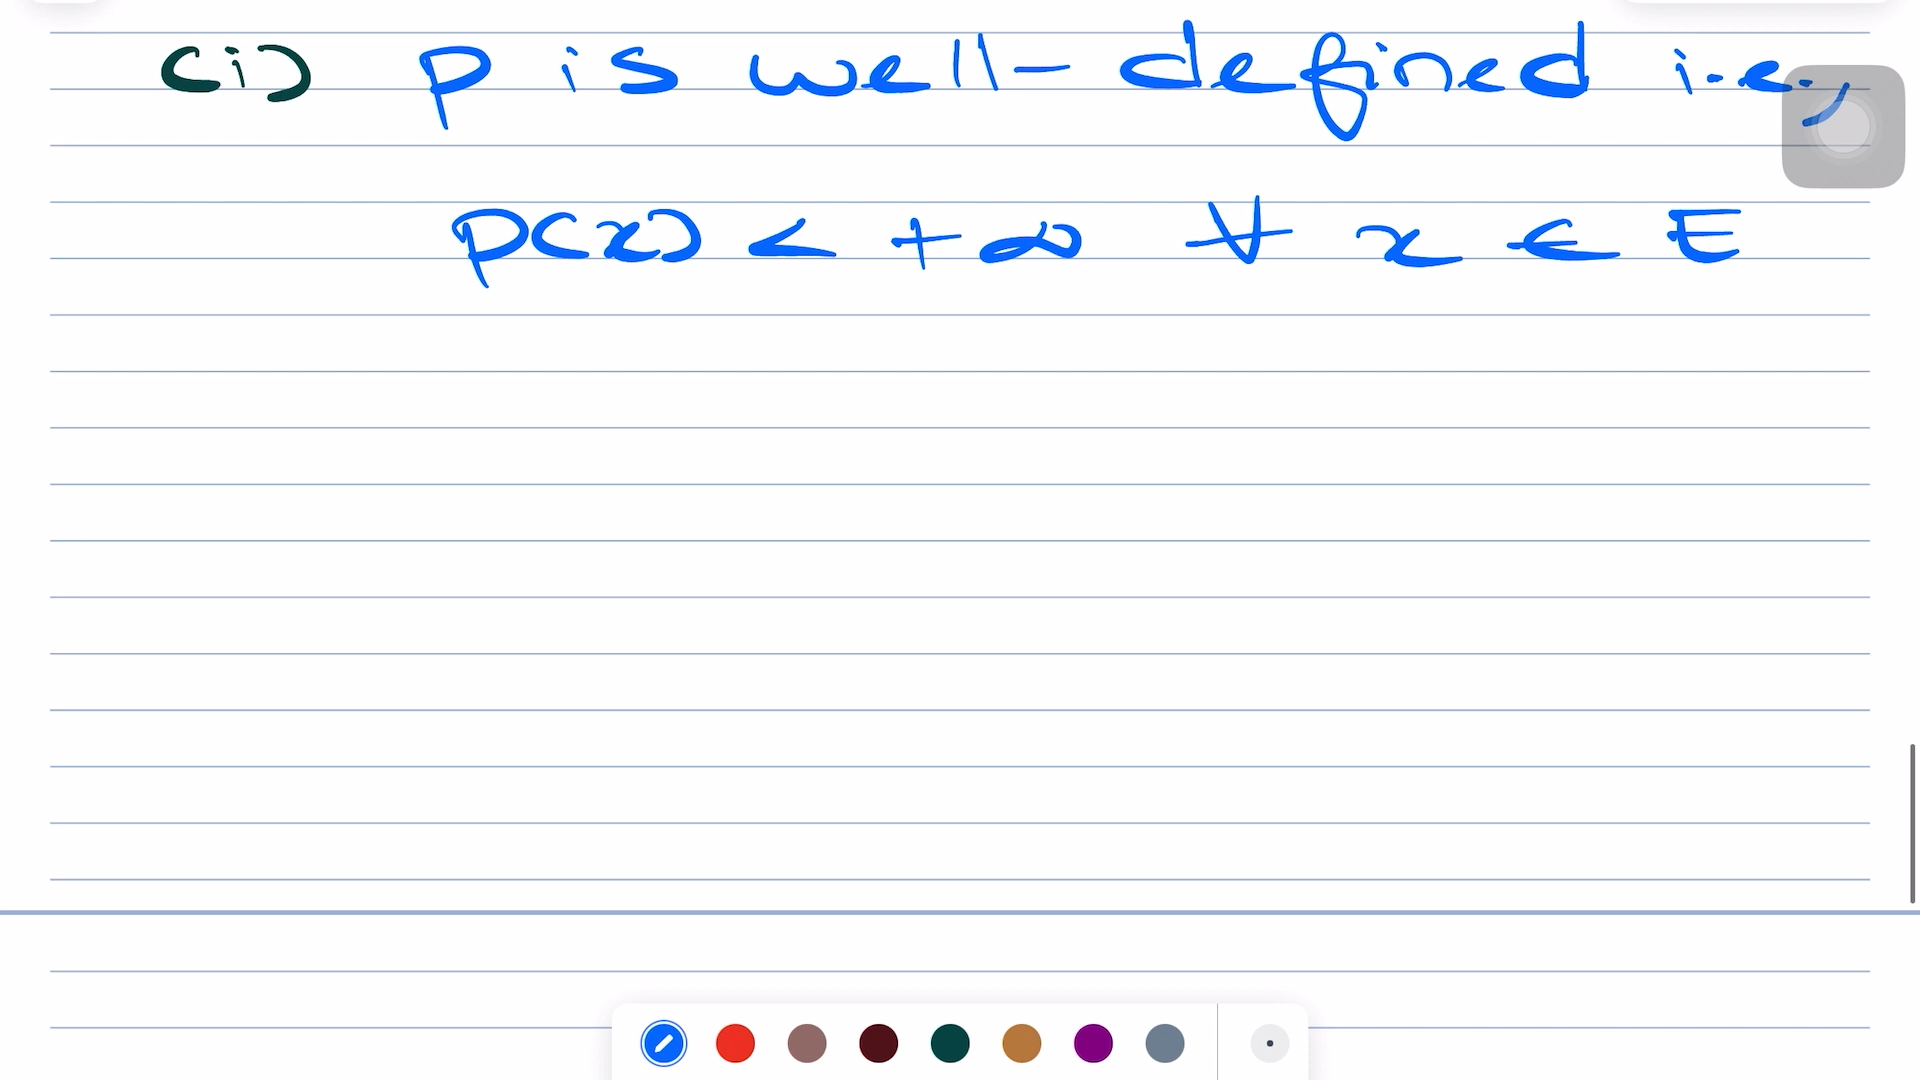 (i) p is well-defined i.e.,
p(x) < +∞ ∀ x ∈ E